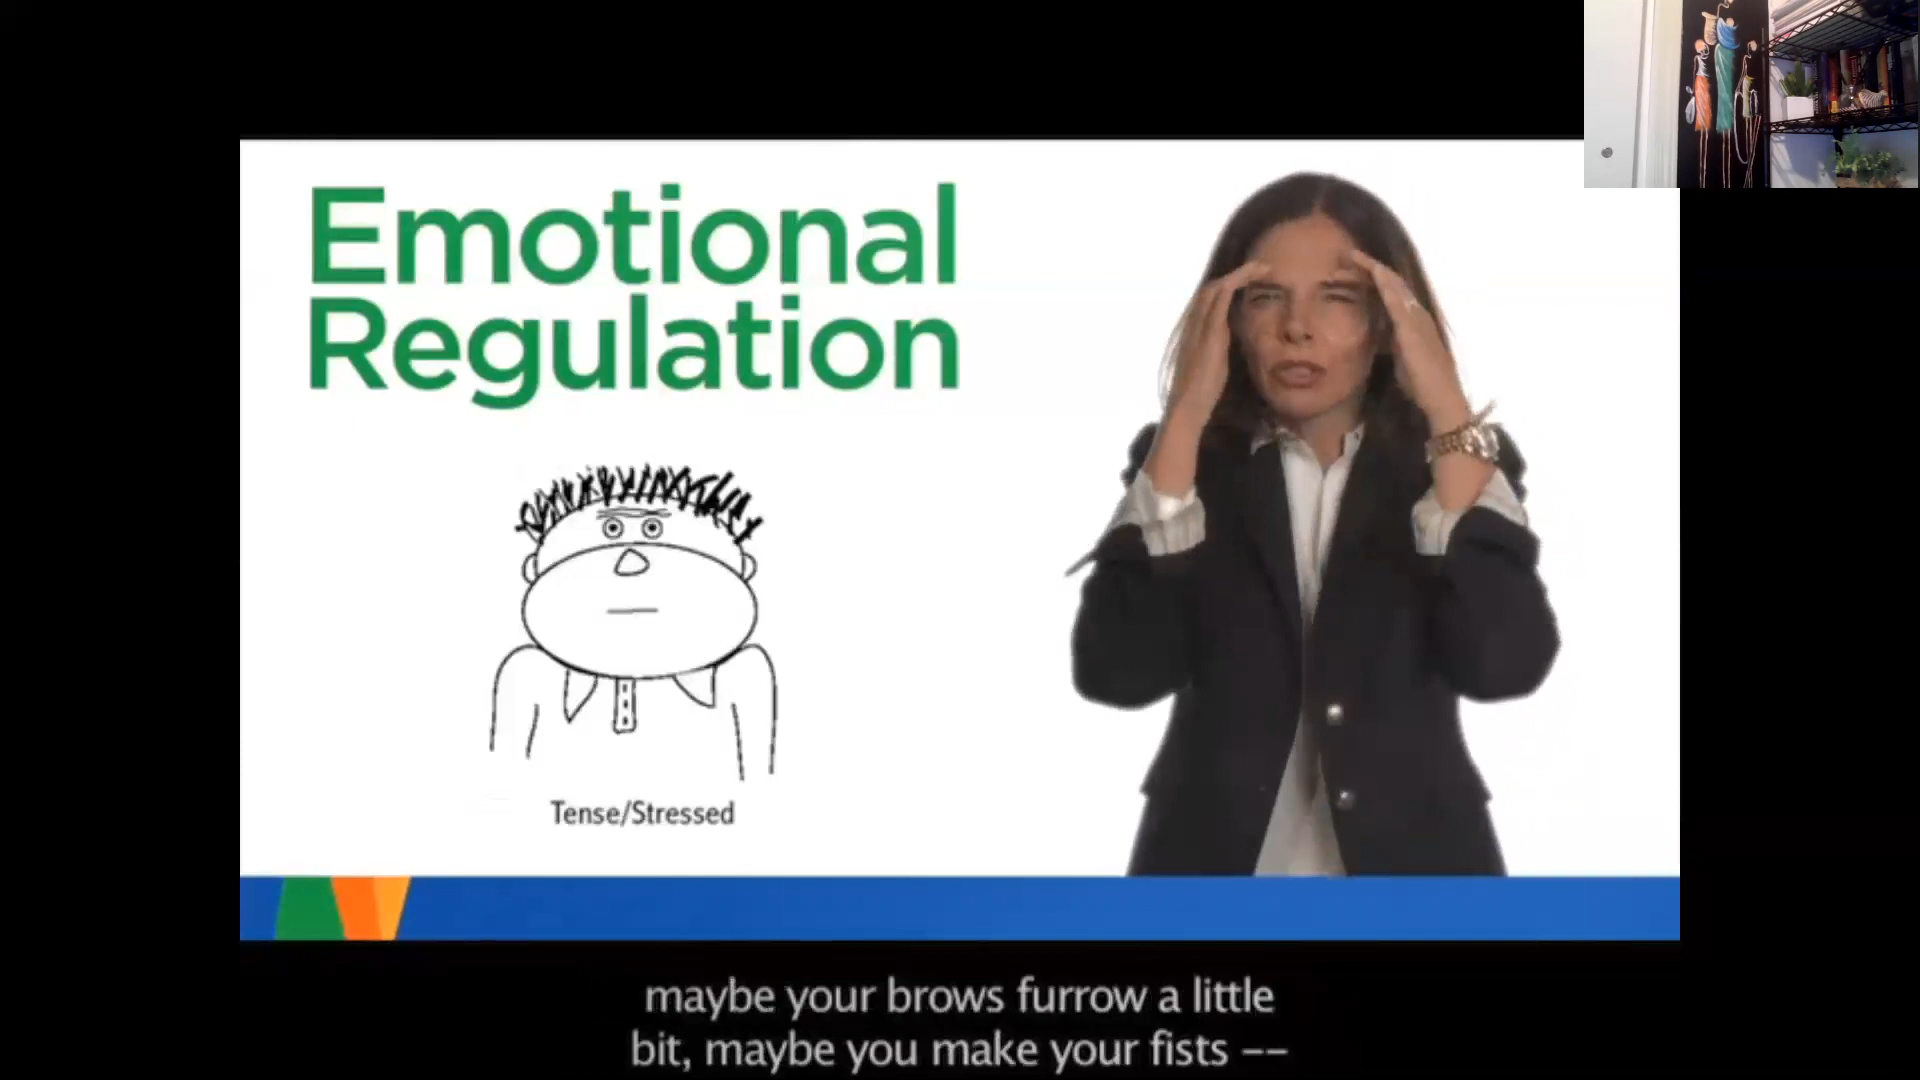 Emotional
Regulation
Tense/Stressed
maybe your brows furrow a little
bit, maybe you make your fists --